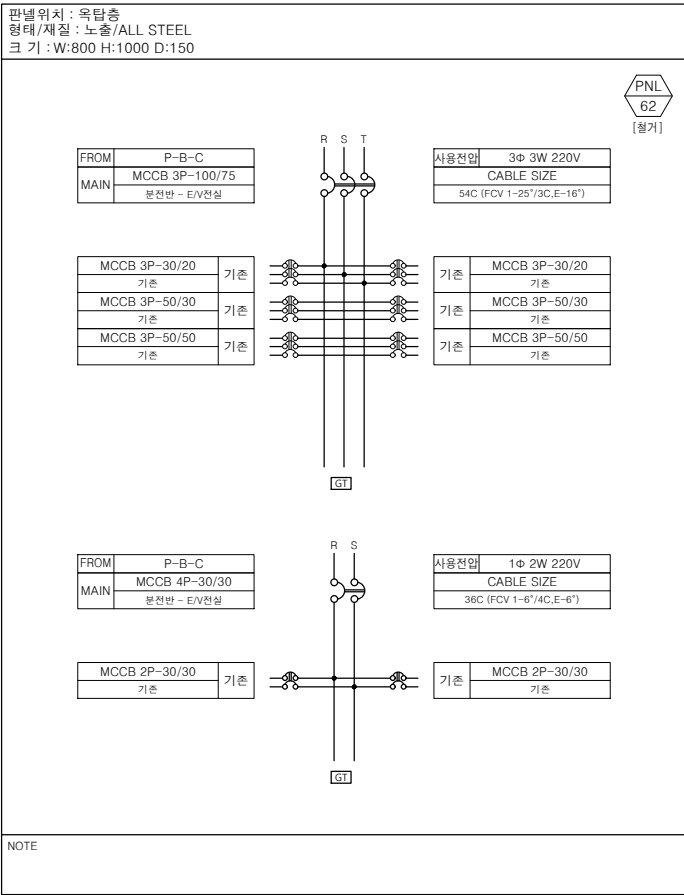 판넬위치 : 옥탑층
형태/재질 : 노출/ALL STEEL
크 기 : W:800 H:1000 D:150
PNL
62
[철거]
R S T
FROM P-B-C
MAIN MCCB 3P-100/75
분전반 - E/V전실
사용전압 3Φ 3W 220V
CABLE SIZE
54C (FCV 1-25°/3C,E-16°)
MCCB 3P-30/20 기존
기존
MCCB 3P-50/30 기존
기존
MCCB 3P-50/50 기존
기존
기존 MCCB 3P-30/20
기존
기존 MCCB 3P-50/30
기존
기존 MCCB 3P-50/50
기존
GT
R S
FROM P-B-C
MAIN MCCB 4P-30/30
분전반 - E/V전실
사용전압 1Φ 2W 220V
CABLE SIZE
36C (FCV 1-6°/4C,E-6°)
MCCB 2P-30/30 기존
기존
기존 MCCB 2P-30/30
기존
GT
NOTE